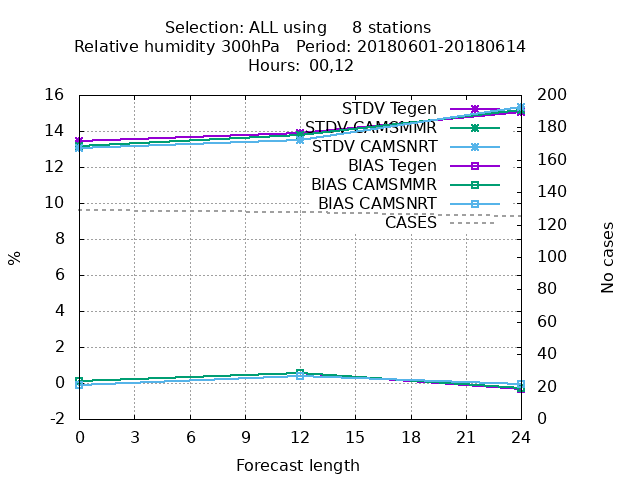 Selection: ALL using     8 stations
Relative humidity 300hPa   Period: 20180601-20180614
Hours: 00,12
16
14
12
10
8
6
4
2
0
-2
%
200
180
160
140
120
100
80
60
40
20
0
No cases
STDV Tegen
STDV CAMSMMR
STDV CAMSNRT
BIAS Tegen
BIAS CAMSMMR
BIAS CAMSNRT
CASES
0 3 6 9 12 15 18 21 24
Forecast length